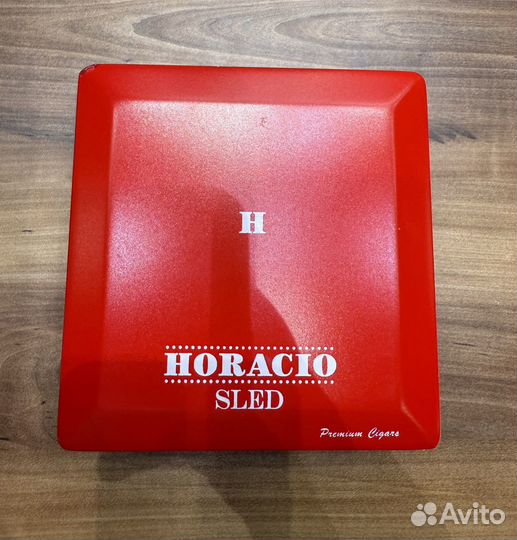 H
HORACIO
SLED
Premium Cigars
Avito